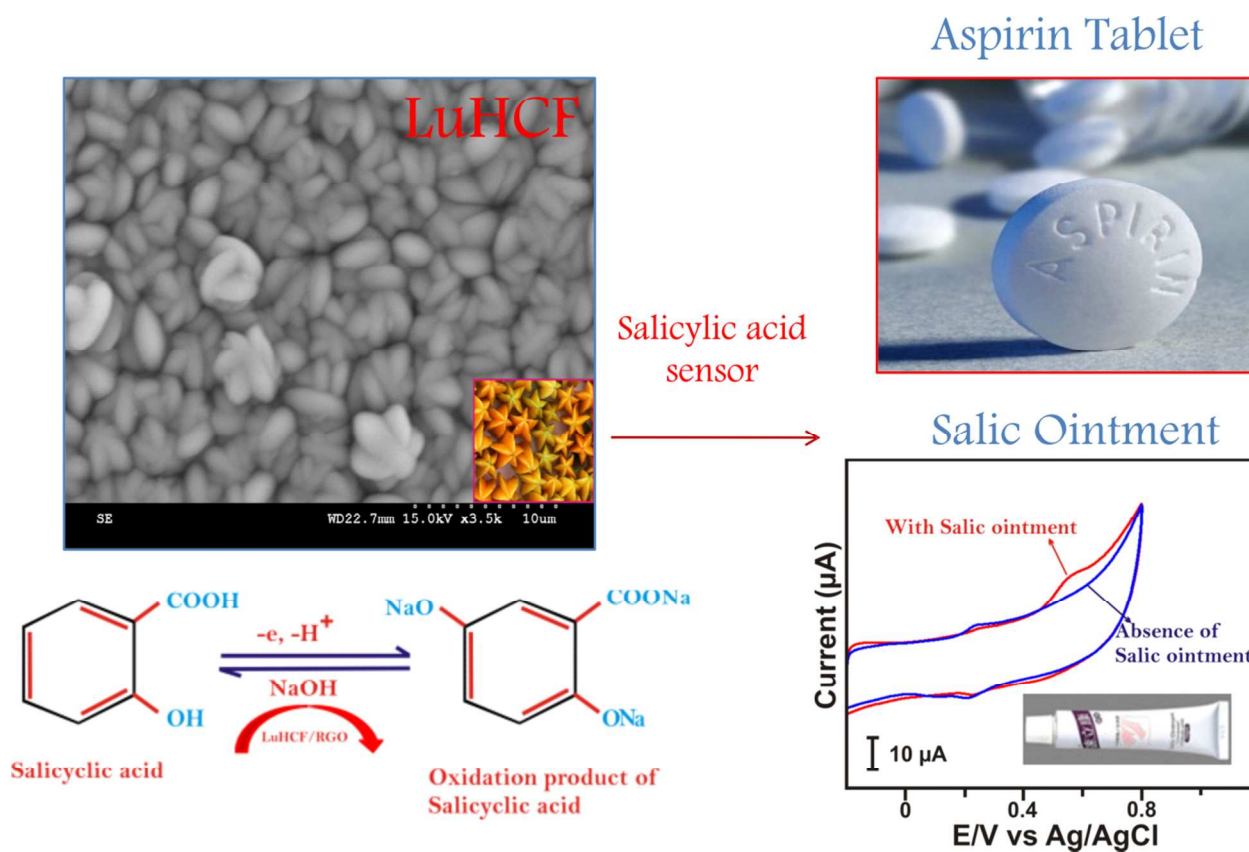 Aspirin Tablet
LuHCF
ASPIRIN
Salicylic acid
sensor
SE
WD22.7mm 15.0kV x3.5k 10um
Salic Ointment
COOH
OH
Salicyclic acid
-e, -H+
NaOH
LuHCF/RGO
NaO
COONa
ONa
Oxidation product of
Salicyclic acid
Current (µA)
With Salic ointment
Absence of
Salic ointment
10 µA
0
0.4
0.8
E/V vs Ag/AgCl